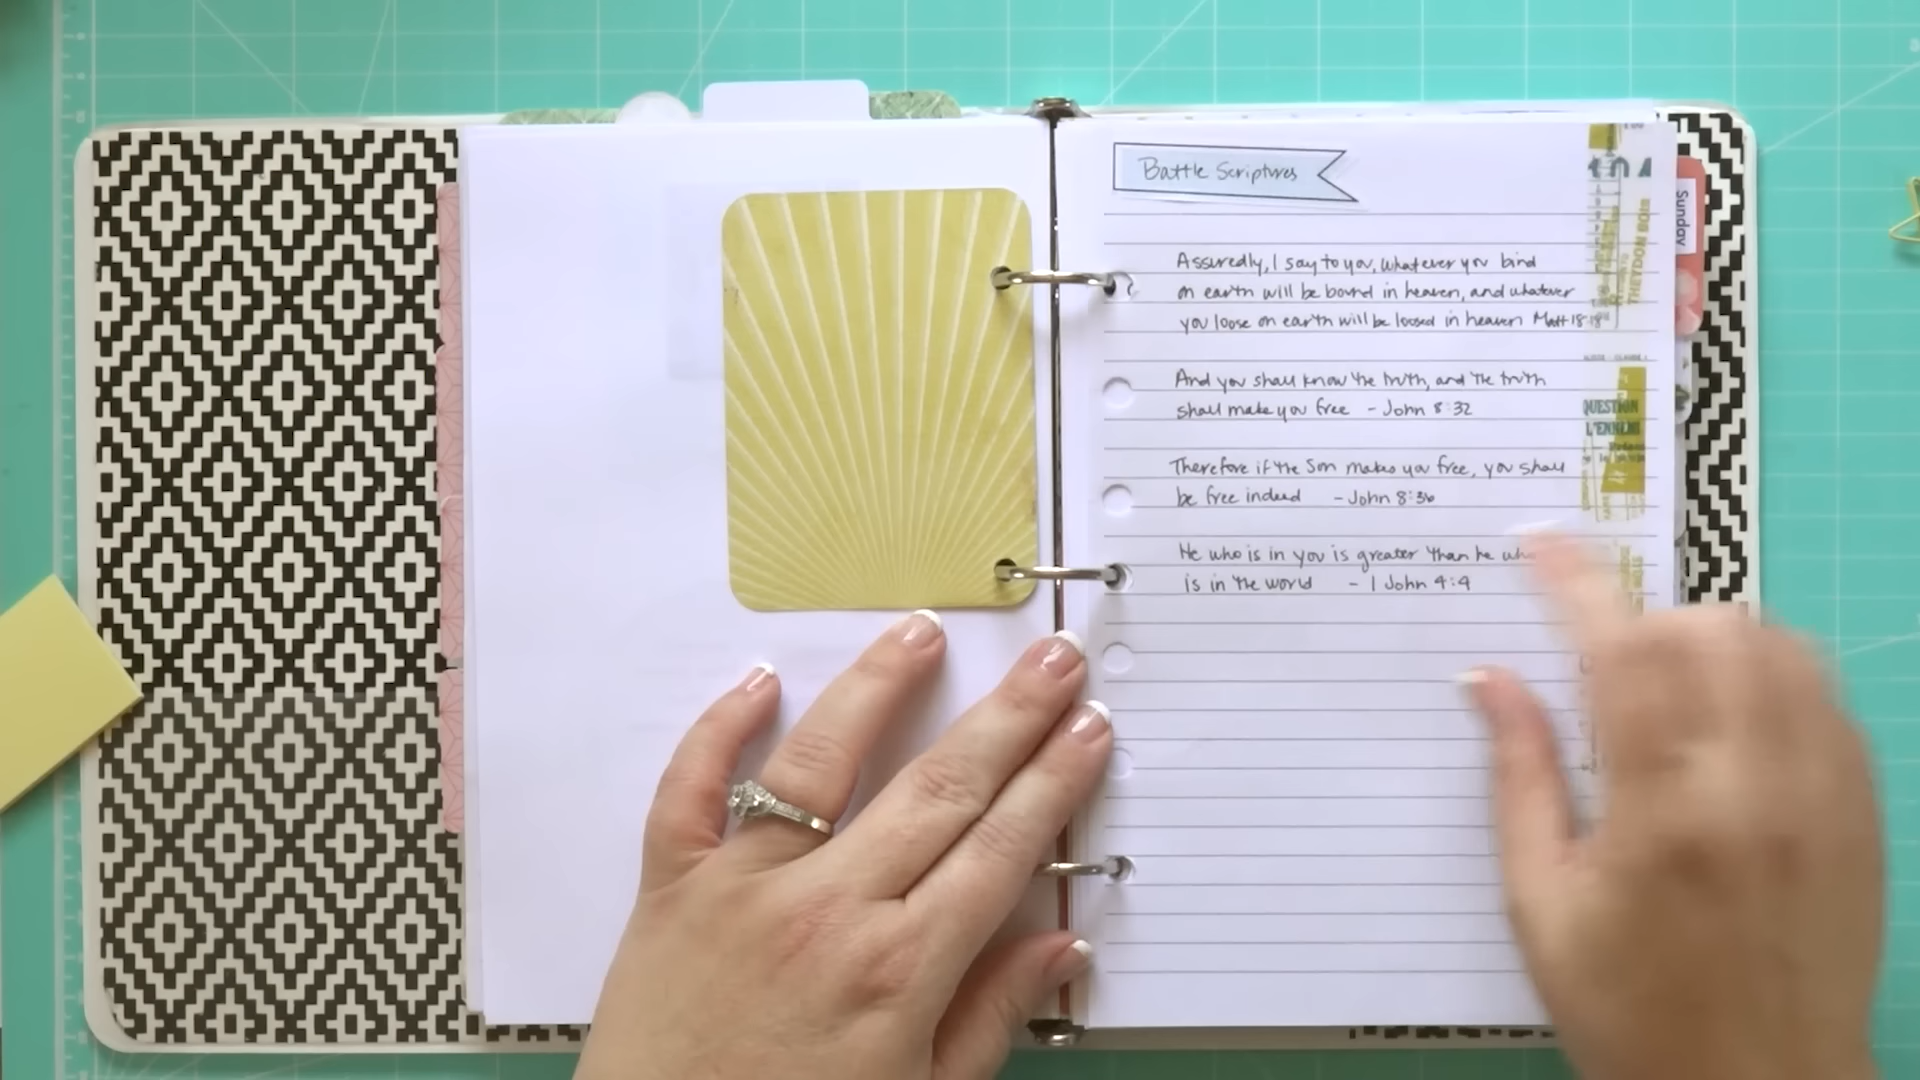 Battle Scriptures
Assuredly, I say to you, whatever you bind
on earth will be bound in heaven, and whatever
you loose on earth will be loosed in heaven Matt 18:18
And you shall know the truth, and the truth
shall make you free - John 8:32
Therefore if the Son makes you free, you shall
be free indeed - John 8:36
He who is in you is greater than he who
is in the world - 1 John 4:4
Sunday
THEYDON BOIS
QUESTION
L'ENNEMI